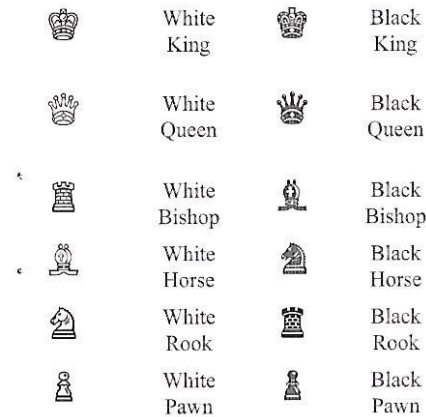 White Black
King King
White Black
Queen Queen
White Black
Bishop Bishop
White Black
Horse Horse
White Black
Rook Rook
White Black
Pawn Pawn